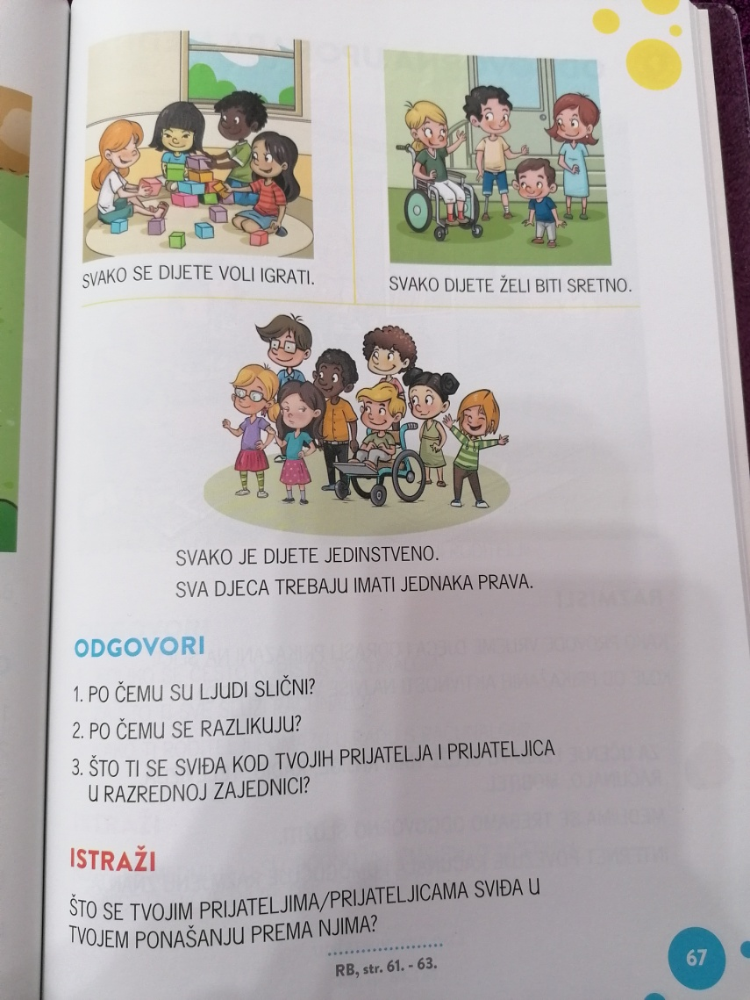 SVAKO SE DIJETE VOLI IGRATI.
SVAKO DIJETE ŽELI BITI SRETNO.
SVAKO JE DIJETE JEDINSTVENO.
SVA DJECA TREBAJU IMATI JEDNAKA PRAVA.
ODGOVORI
1. PO ČEMU SU LJUDI SLIČNI?
2. PO ČEMU SE RAZLIKUJU?
3. ŠTO TI SE SVIĐA KOD TVOJIH PRIJATELJA I PRIJATELJICA
U RAZREDNOJ ZAJEDNICI?
ISTRAŽI
ŠTO SE TVOJIM PRIJATELJIMA/PRIJATELJICAMA SVIĐA U
TVOJEM PONAŠANJU PREMA NJIMA?
RB, str. 61. - 63.
67